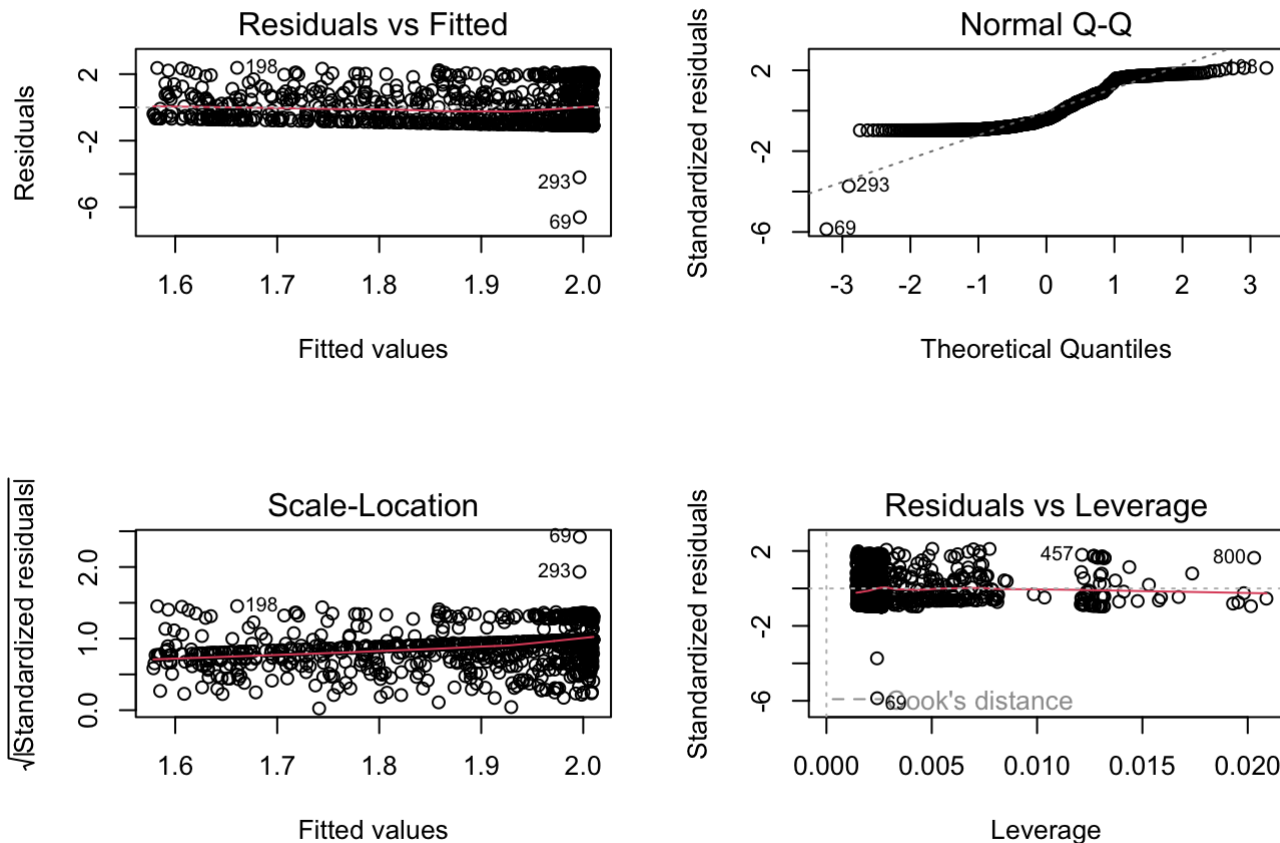 Residuals vs Fitted
Residuals
2
-2
-6
198
293
69
1.6 1.7 1.8 1.9 2.0
Fitted values
Normal Q-Q
Standardized residuals
2
-2
-6
198
293
69
-3 -2 -1 0 1 2 3
Theoretical Quantiles
Scale-Location
√|Standardized residuals|
2.0
1.0
0.0
69
293
198
1.6 1.7 1.8 1.9 2.0
Fitted values
Residuals vs Leverage
Standardized residuals
2
-2
-6
457
800
69
Cook's distance
0.000 0.005 0.010 0.015 0.020
Leverage